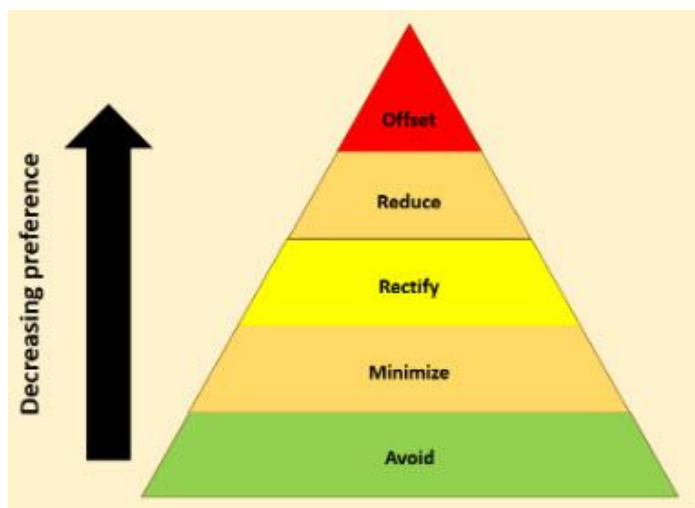 Decreasing preference
Offset
Reduce
Rectify
Minimize
Avoid